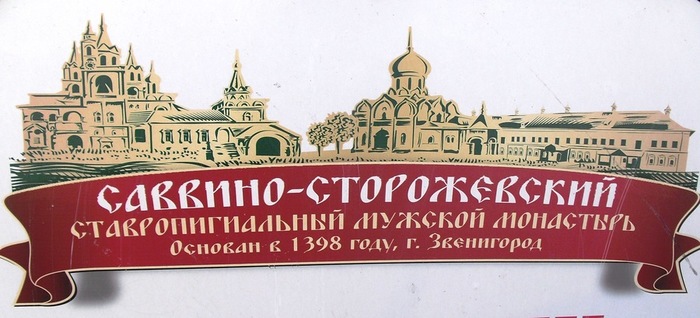 САВВИНО-СТОРОЖЕВСКИЙ
СТАВРОПИГИАЛЬНЫЙ МУЖСКОЙ МОНАСТЫРЬ
Основан в 1398 году, г. Звенигород